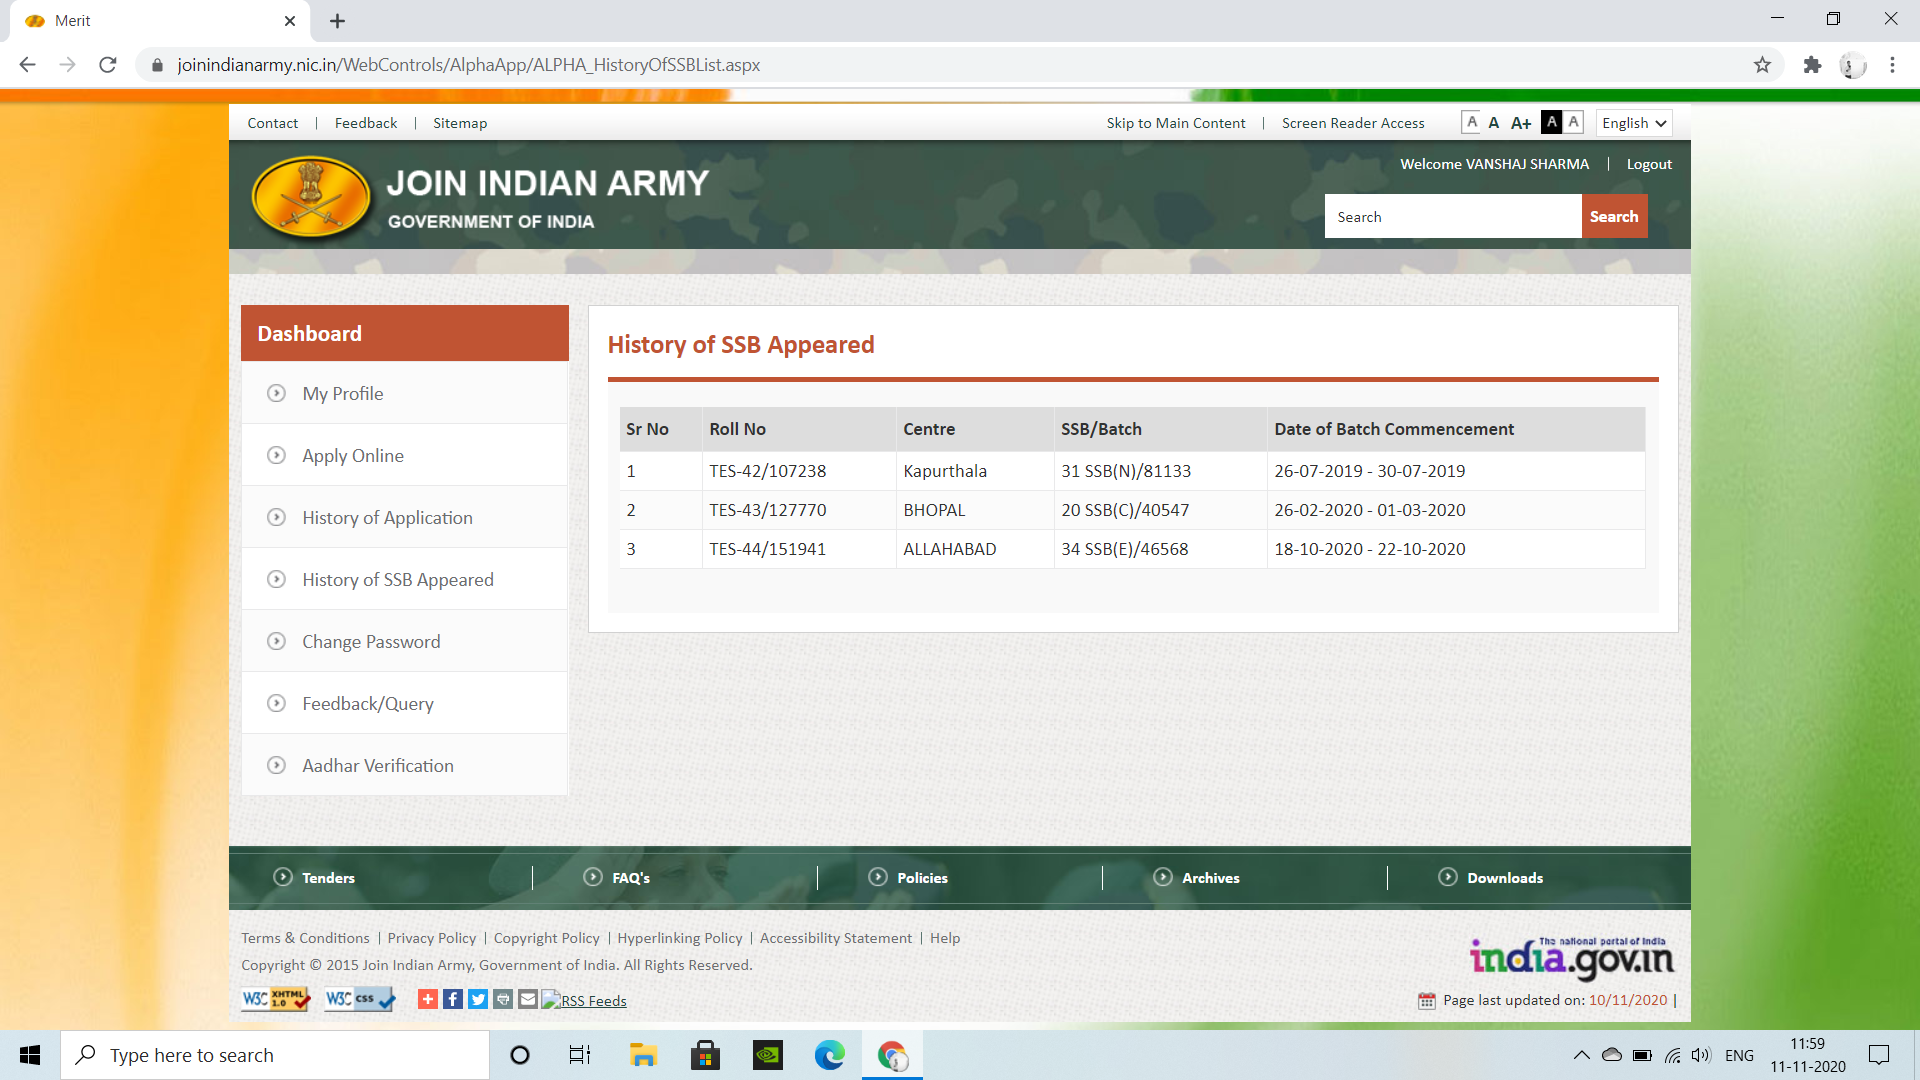 Merit
joinindianarmy.nic.in/WebControls/AlphaApp/ALPHA_HistoryOfSSBList.aspx
Contact | Feedback | Sitemap
Skip to Main Content | Screen Reader Access
A A A+ A A English
JOIN INDIAN ARMY
GOVERNMENT OF INDIA
Welcome VANSHAJ SHARMA | Logout
Search Search
Dashboard
My Profile
Apply Online
History of Application
History of SSB Appeared
Change Password
Feedback/Query
Aadhar Verification
History of SSB Appeared
Sr No Roll No Centre SSB/Batch Date of Batch Commencement
1 TES-42/107238 Kapurthala 31 SSB(N)/81133 26-07-2019 - 30-07-2019
2 TES-43/127770 BHOPAL 20 SSB(C)/40547 26-02-2020 - 01-03-2020
3 TES-44/151941 ALLAHABAD 34 SSB(E)/46568 18-10-2020 - 22-10-2020
Tenders FAQ's Policies Archives Downloads
Terms & Conditions | Privacy Policy | Copyright Policy | Hyperlinking Policy | Accessibility Statement | Help
Copyright © 2015 Join Indian Army, Government of India. All Rights Reserved.
W3C XHTML 1.0 W3C CSS RSS Feeds
The national portal of India
india.gov.in
Page last updated on: 10/11/2020 |
Type here to search
ENG
11:59
11-11-2020